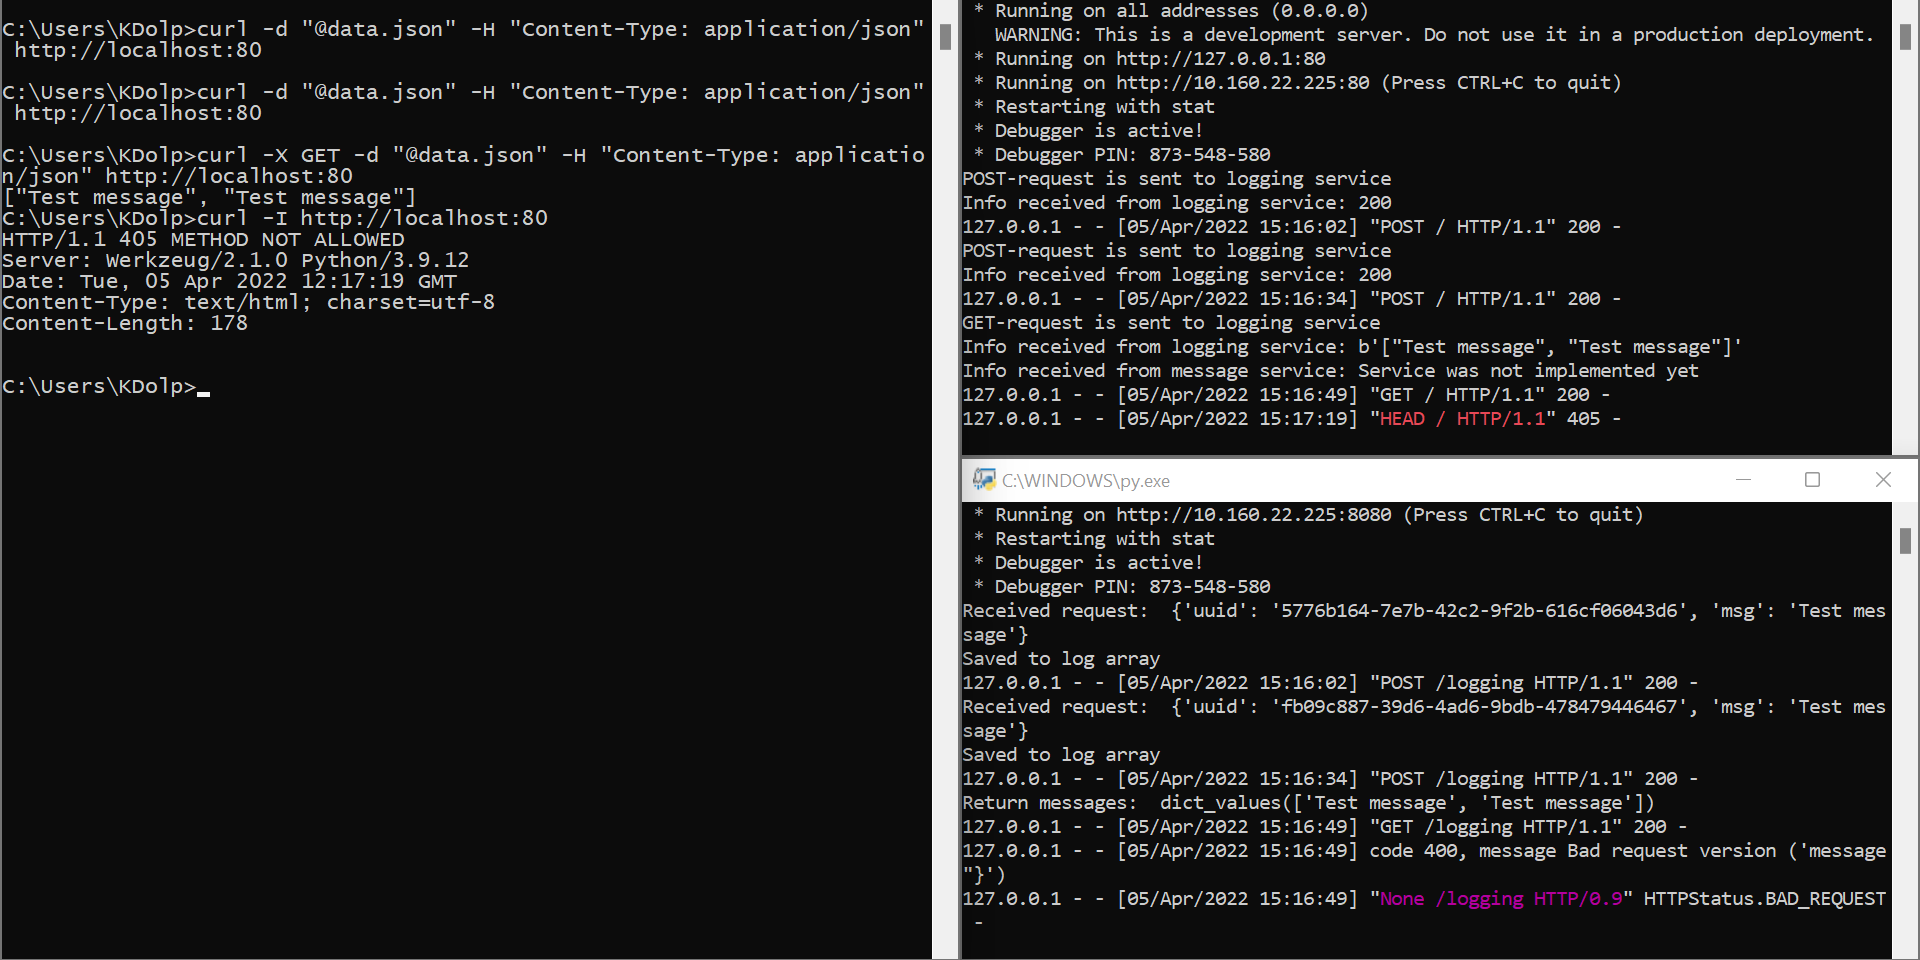 C:\Users\KDolp>curl -d "@data.json" -H "Content-Type: application/json"
 http://localhost:80
C:\Users\KDolp>curl -d "@data.json" -H "Content-Type: application/json"
 http://localhost:80
C:\Users\KDolp>curl -X GET -d "@data.json" -H "Content-Type: applicatio
n/json" http://localhost:80
["Test message", "Test message"]
C:\Users\KDolp>curl -I http://localhost:80
HTTP/1.1 405 METHOD NOT ALLOWED
Server: Werkzeug/2.1.0 Python/3.9.12
Date: Tue, 05 Apr 2022 12:17:19 GMT
Content-Type: text/html; charset=utf-8
Content-Length: 178
C:\Users\KDolp>
 * Running on all addresses (0.0.0.0)
   WARNING: This is a development server. Do not use it in a production deployment.
 * Running on http://127.0.0.1:80
 * Running on http://10.160.22.225:80 (Press CTRL+C to quit)
 * Restarting with stat
 * Debugger is active!
 * Debugger PIN: 873-548-580
POST-request is sent to logging service
Info received from logging service: 200
127.0.0.1 - - [05/Apr/2022 15:16:02] "POST / HTTP/1.1" 200 -
POST-request is sent to logging service
Info received from logging service: 200
127.0.0.1 - - [05/Apr/2022 15:16:34] "POST / HTTP/1.1" 200 -
GET-request is sent to logging service
Info received from logging service: b'["Test message", "Test message"]'
Info received from message service: Service was not implemented yet
127.0.0.1 - - [05/Apr/2022 15:16:49] "GET / HTTP/1.1" 200 -
127.0.0.1 - - [05/Apr/2022 15:17:19] "HEAD / HTTP/1.1" 405 -
C:\WINDOWS\py.exe
 * Running on http://10.160.22.225:8080 (Press CTRL+C to quit)
 * Restarting with stat
 * Debugger is active!
 * Debugger PIN: 873-548-580
Received request:  {'uuid': '5776b164-7e7b-42c2-9f2b-616cf06043d6', 'msg': 'Test mes
sage'}
Saved to log array
127.0.0.1 - - [05/Apr/2022 15:16:02] "POST /logging HTTP/1.1" 200 -
Received request:  {'uuid': 'fb09c887-39d6-4ad6-9bdb-478479446467', 'msg': 'Test mes
sage'}
Saved to log array
127.0.0.1 - - [05/Apr/2022 15:16:34] "POST /logging HTTP/1.1" 200 -
Return messages:  dict_values(['Test message', 'Test message'])
127.0.0.1 - - [05/Apr/2022 15:16:49] "GET /logging HTTP/1.1" 200 -
127.0.0.1 - - [05/Apr/2022 15:16:49] code 400, message Bad request version ('message
"}')
127.0.0.1 - - [05/Apr/2022 15:16:49] "None /logging HTTP/0.9" HTTPStatus.BAD_REQUEST
 -